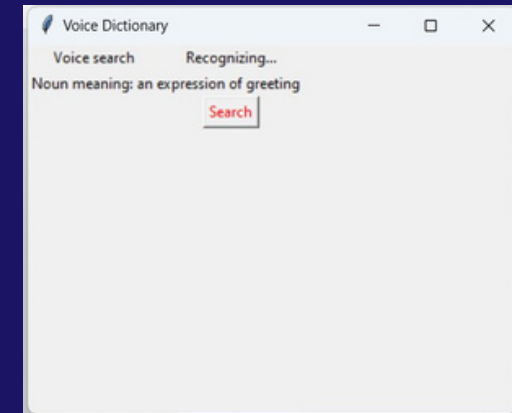 Voice Dictionary
Voice search Recognizing...
Noun meaning: an expression of greeting
Search